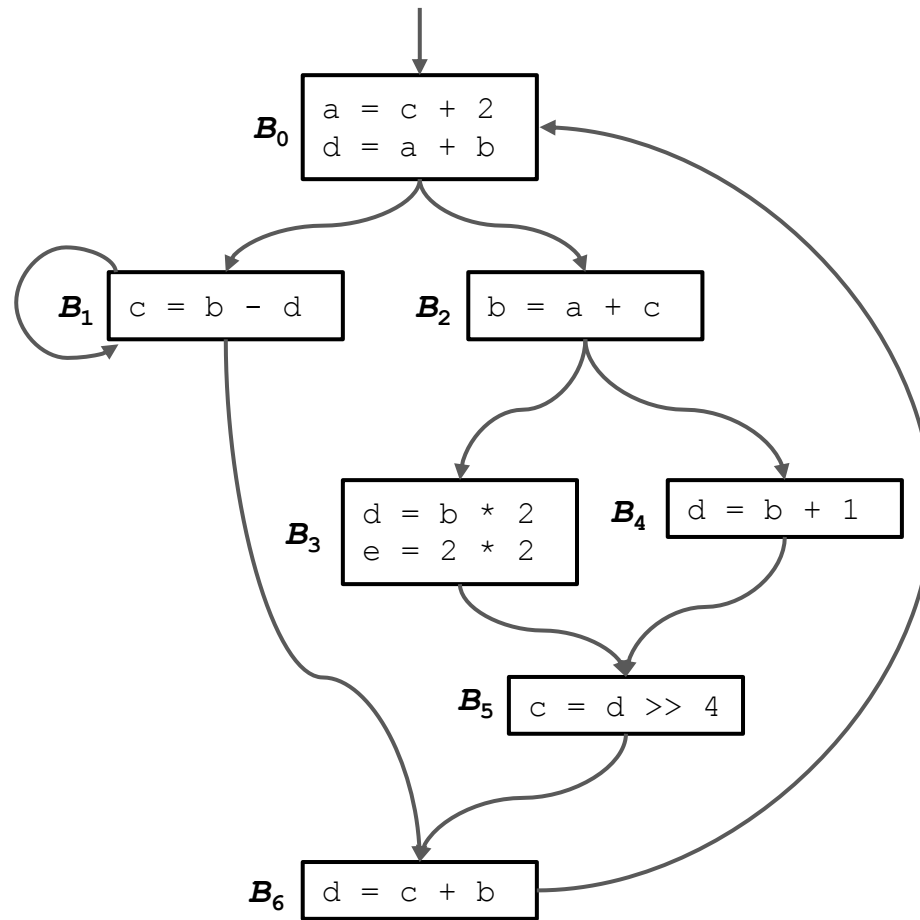 B0
a = c + 2
d = a + b
B1
c = b - d
B2
b = a + c
B3
d = b * 2
e = 2 * 2
B4
d = b + 1
B5
c = d >> 4
B6
d = c + b